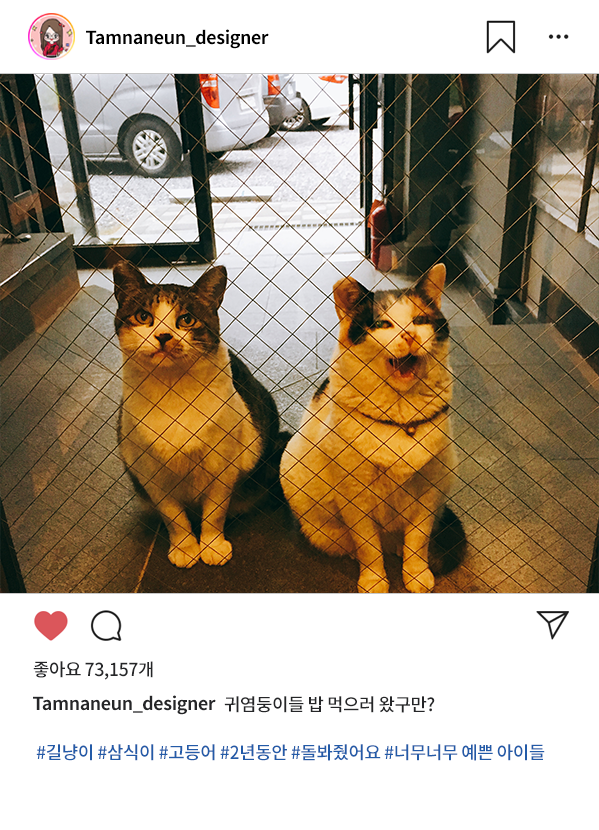 Tamnaneun_designer
좋아요 73,157개
Tamnaneun_designer 귀염둥이들 밥 먹으러 왔구만?
#길냥이 #삼식이 #고등어 #2년동안 #돌봐줬어요 #너무너무 예쁜 아이들